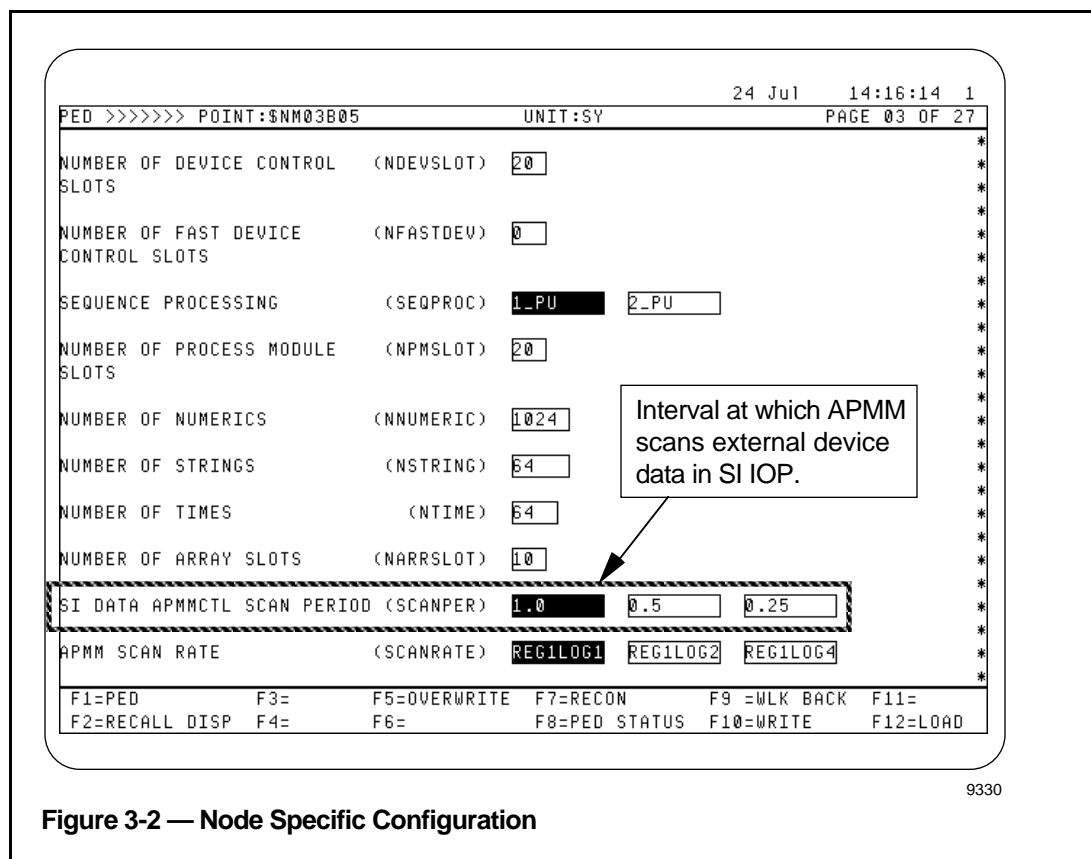 24 Jul 14:16:14 1
PED >>>>>>> POINT:$NM03B05 UNIT:SY PAGE 03 OF 27
*
NUMBER OF DEVICE CONTROL (NDEVSLOT) 20 *
SLOTS *
*
NUMBER OF FAST DEVICE (NFASTDEV) 0 *
CONTROL SLOTS *
*
SEQUENCE PROCESSING (SEQPROC) 1_PU 2_PU *
*
NUMBER OF PROCESS MODULE (NPMSLOT) 20 *
SLOTS *
*
NUMBER OF NUMERICS (NNUMERIC) 1024 *
*
NUMBER OF STRINGS (NSTRING) 64 *
*
NUMBER OF TIMES (NTIME) 64 *
*
NUMBER OF ARRAY SLOTS (NARRSLOT) 10 *
*
SI DATA APMMCTL SCAN PERIOD (SCANPER) 1.0 0.5 0.25 *
*
APMM SCAN RATE (SCANRATE) REG1LOG1 REG1LOG2 REG1LOG4 *
*
Interval at which APMM
scans external device
data in SI IOP.
F1=PED F3= F5=OVERWRITE F7=RECON F9 =WLK BACK F11=
F2=RECALL DISP F4= F6= F8=PED STATUS F10=WRITE F12=LOAD
9330
Figure 3-2 — Node Specific Configuration